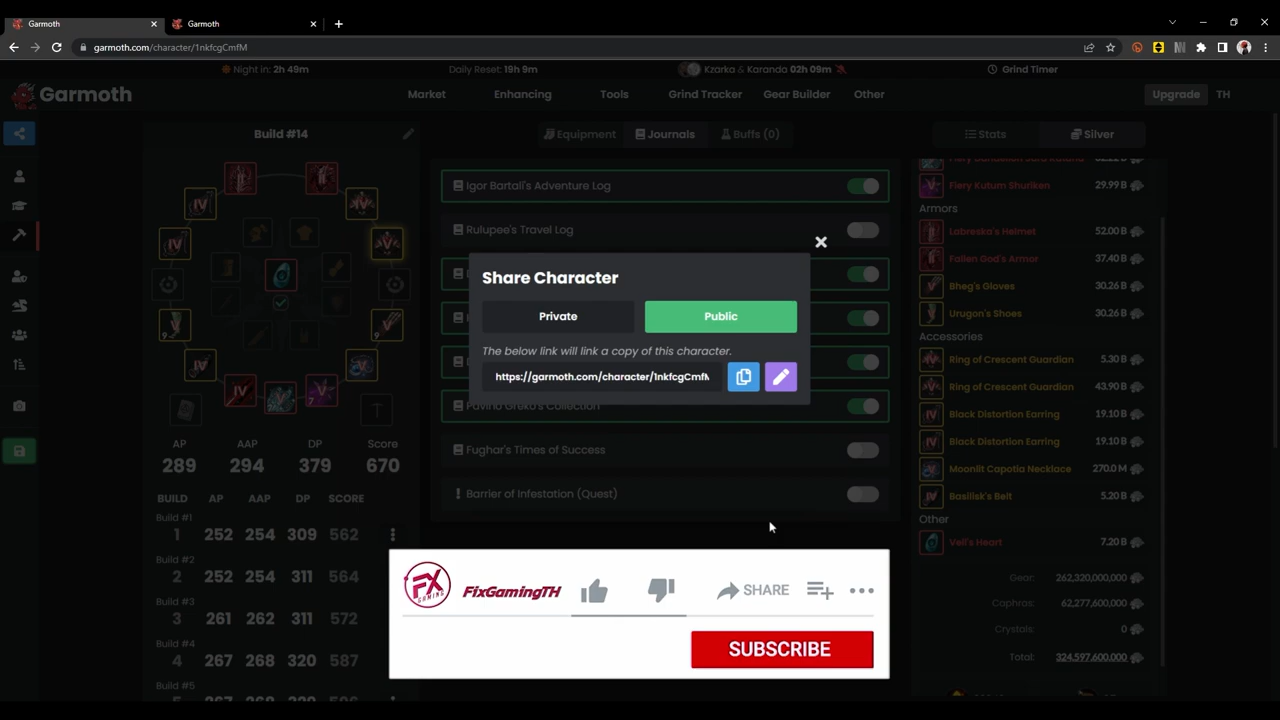 Garmoth
Garmoth
garmoth.com/character/1nkfcgCmfM
Night in: 2h 49m
Daily Reset: 19h 9m
Kzarka & Karanda 02h 09m
Grind Timer
Garmoth
Market
Enhancing
Tools
Grind Tracker
Gear Builder
Other
Upgrade
TH
Build #14
Equipment
Journals
Buffs (0)
Stats
Silver
Igor Bartali's Adventure Log
Rulupee's Travel Log
Share Character
Private
Public
The below link will link a copy of this character.
https://garmoth.com/character/1nkfcgCmfM
Pavino Greko's Collection
Fughar's Times of Success
Barrier of Infestation (Quest)
AP AAP DP Score
289 294 379 670
BUILD AP AAP DP SCORE
Build #1
1 252 254 309 562
Build #2
2 252 254 311 564
Build #3
3 261 262 311 572
Build #4
4 267 268 320 587
Build #5
Fiery Kutum Shuriken 29.99 B
Armors
Labreska's Helmet 52.00 B
Fallen God's Armor 37.40 B
Bheg's Gloves 30.26 B
Urugon's Shoes 30.26 B
Accessories
Ring of Crescent Guardian 5.30 B
Ring of Crescent Guardian 43.90 B
Black Distortion Earring 19.10 B
Black Distortion Earring 19.10 B
Moonlit Capotia Necklace 270.0 M
Basilisk's Belt 5.20 B
Other
Vell's Heart 7.20 B
Gear: 262,320,000,000
Caphras: 62,277,600,000
Crystals: 0
Total: 324,597,600,000
FX
GAMING
FixGamingTH
SHARE
SUBSCRIBE